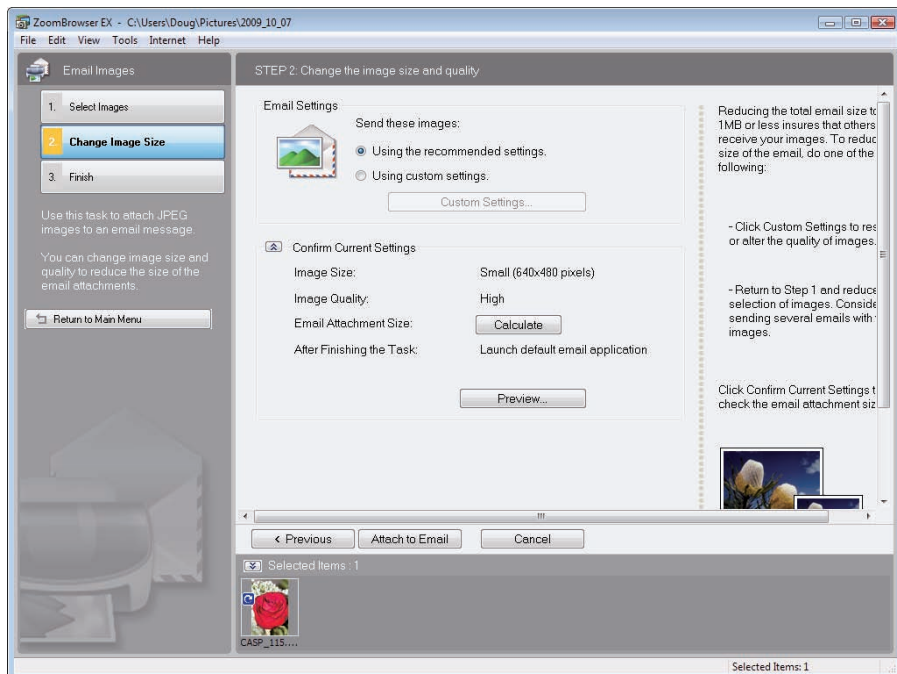 ZoomBrowser EX - C:\Users\Doug\Pictures\2009_10_07
File Edit View Tools Internet Help
Email Images
1. Select Images
2. Change Image Size
3. Finish
Use this task to attach JPEG
images to an email message.
You can change image size and
quality to reduce the size of the
email attachments.
Return to Main Menu
STEP 2: Change the image size and quality
Email Settings
Send these images:
Using the recommended settings.
Using custom settings.
Custom Settings...
Confirm Current Settings
Image Size: Small (640x480 pixels)
Image Quality: High
Email Attachment Size: Calculate
After Finishing the Task: Launch default email application
Preview...
Reducing the total email size to
1MB or less insures that others
receive your images. To reduc
size of the email, do one of the
following:
- Click Custom Settings to res
or alter the quality of images.
- Return to Step 1 and reduce
selection of images. Conside
sending several emails with
images.
Click Confirm Current Settings t
check the email attachment siz
< Previous Attach to Email Cancel
Selected Items : 1
CASP_115....
Selected Items: 1